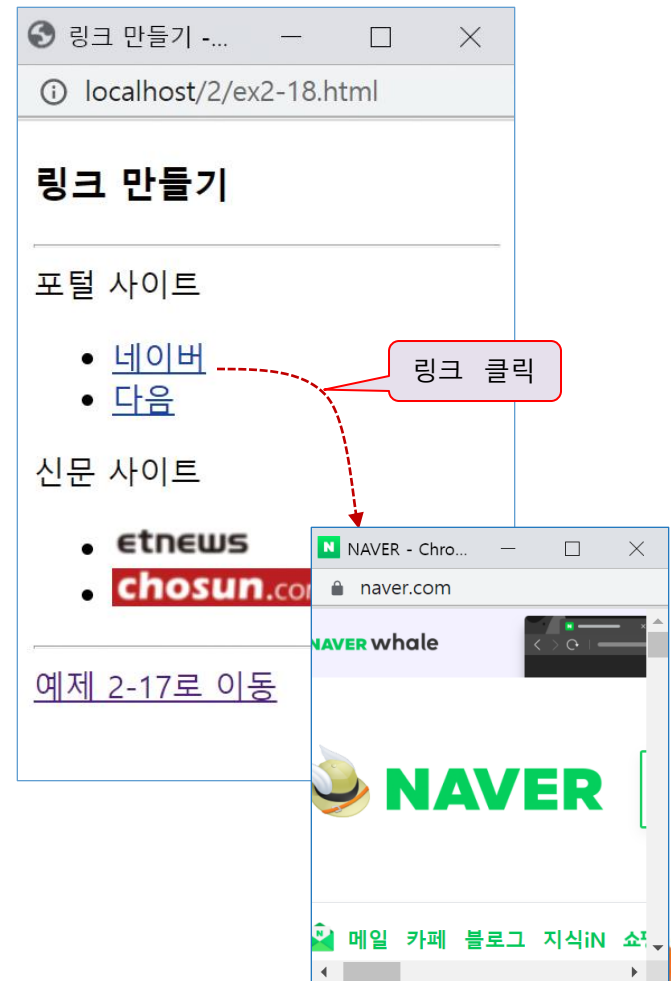 링크 만들기 -...
localhost/2/ex2-18.html
링크 만들기
포털 사이트
네이버
링크 클릭
다음
신문 사이트
etnews
chosun.com
예제 2-17로 이동
NAVER - Chro...
naver.com
NAVER whale
NAVER
메일 카페 블로그 지식iN